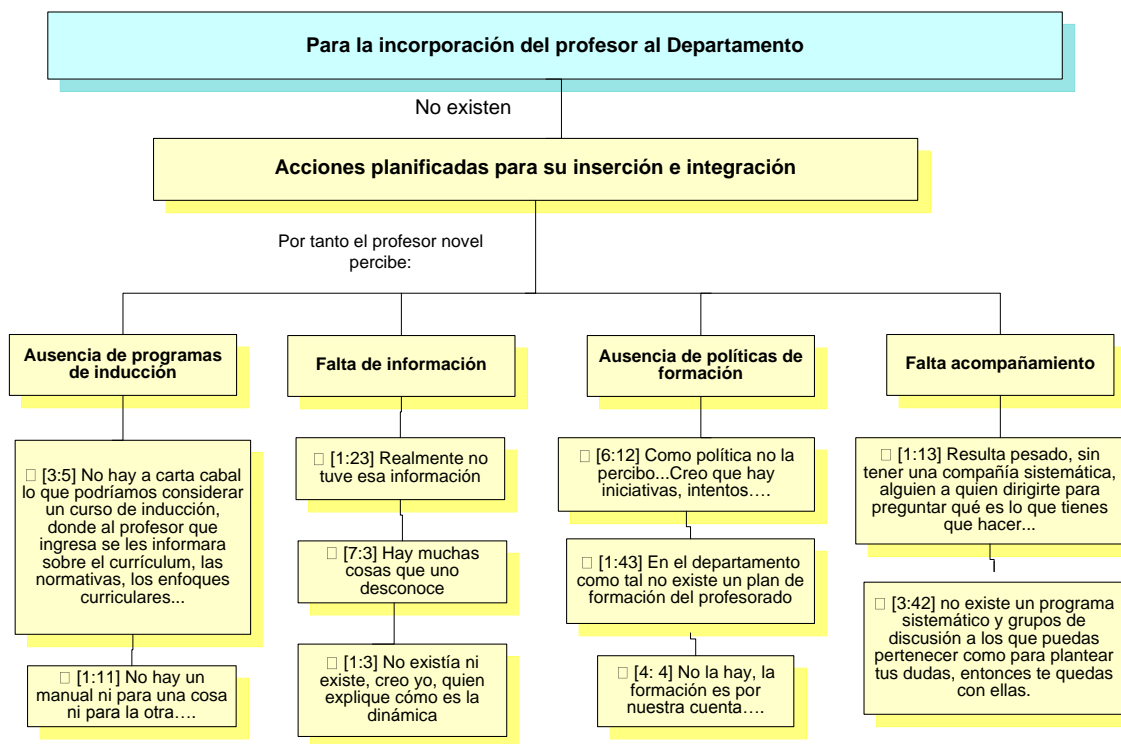 Para la incorporación del profesor al Departamento
No existen
Acciones planificadas para su inserción e integración
Por tanto el profesor novel
percibe:
Ausencia de programas
de inducción
□ [3:5] No hay a carta cabal
lo que podríamos considerar
un curso de inducción,
donde al profesor que
ingresa se les informara
sobre el currículum, las
normativas, los enfoques
curriculares...
□ [1:11] No hay un
manual ni para una cosa
ni para la otra….
Falta de información
□ [1:23] Realmente no
tuve esa información
□ [7:3] Hay muchas
cosas que uno
desconoce
□ [1:3] No existía ni
existe, creo yo, quien
explique cómo es la
dinámica
Ausencia de políticas de
formación
□ [6:12] Como política no la
percibo...Creo que hay
iniciativas, intentos….
□ [1:43] En el departamento
como tal no existe un plan de
formación del profesorado
□ [4: 4] No la hay, la
formación es por
nuestra cuenta….
Falta acompañamiento
□ [1:13] Resulta pesado, sin
tener una compañía sistemática,
alguien a quien dirigirte para
preguntar qué es lo que tienes
que hacer...
□ [3:42] no existe un programa
sistemático y grupos de
discusión a los que puedas
pertenecer como para plantear
tus dudas, entonces te quedas
con ellas.